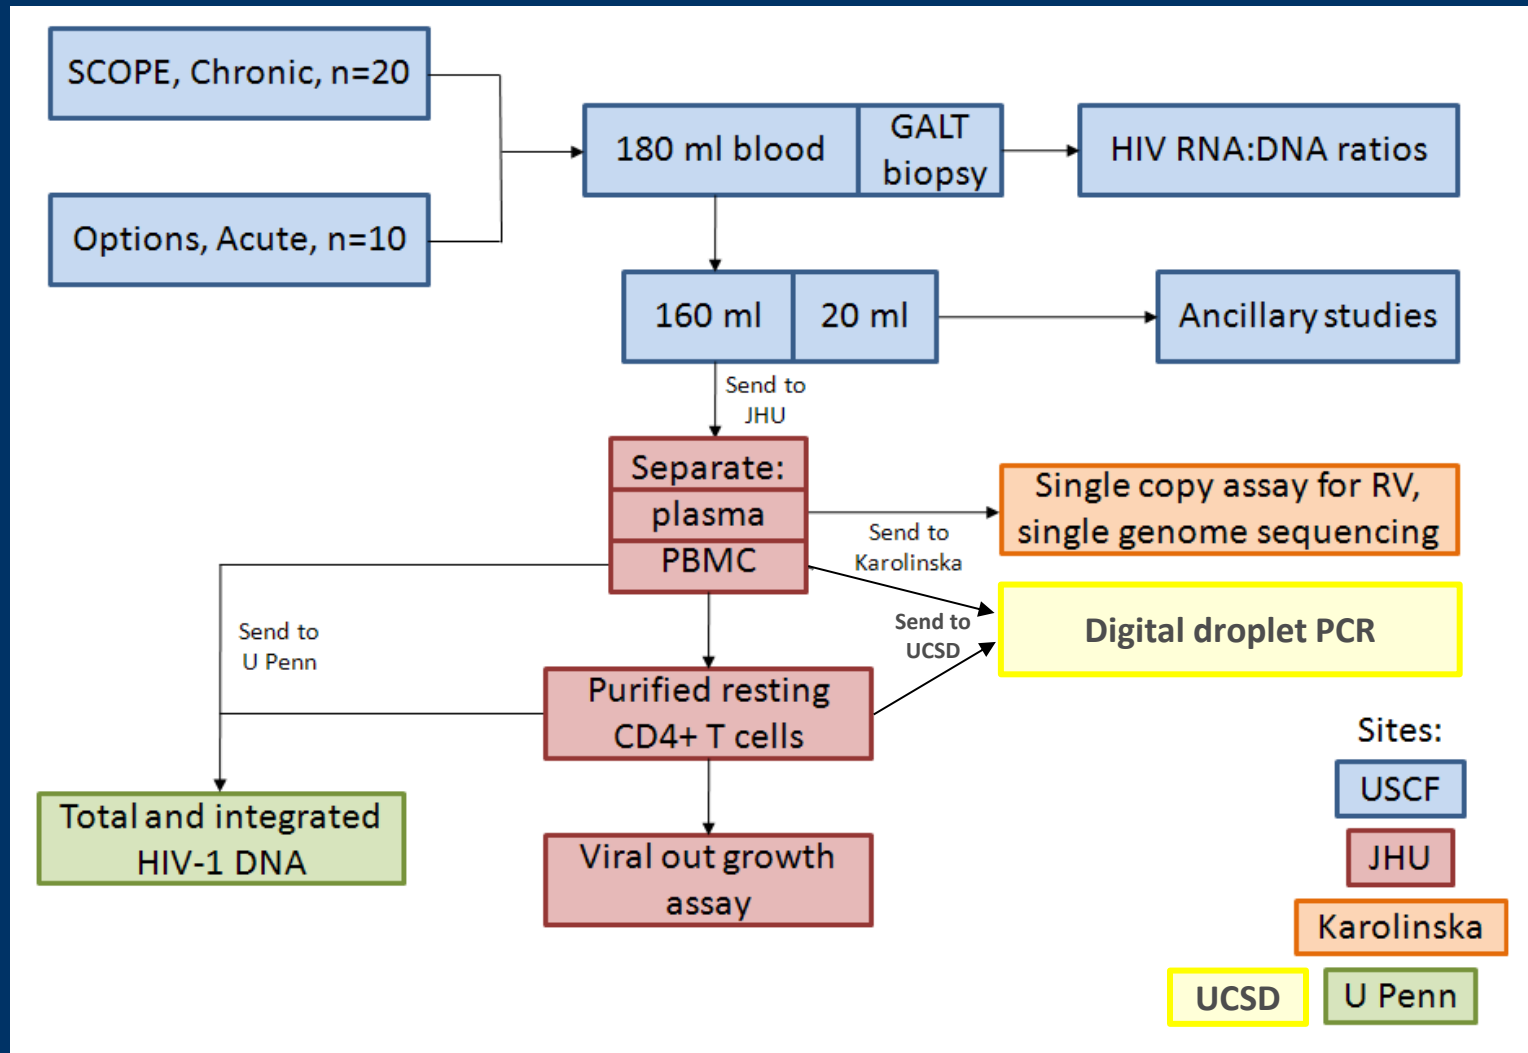 SCOPE, Chronic, n=20
Options, Acute, n=10
180 ml blood
GALT
biopsy
HIV RNA:DNA ratios
160 ml
20 ml
Ancillary studies
Send to
JHU
Separate:
plasma
PBMC
Send to
Karolinska
Single copy assay for RV,
single genome sequencing
Send to
UCSD
Digital droplet PCR
Send to
U Penn
Purified resting
CD4+ T cells
Total and integrated
HIV-1 DNA
Viral out growth
assay
Sites:
USCF
JHU
Karolinska
UCSD
U Penn